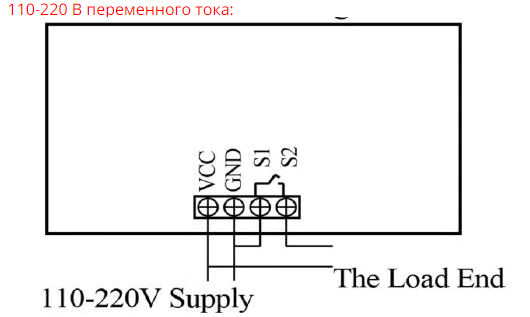 110-220 В переменного тока:
VCC
GND
S1
S2
The Load End
110-220V Supply